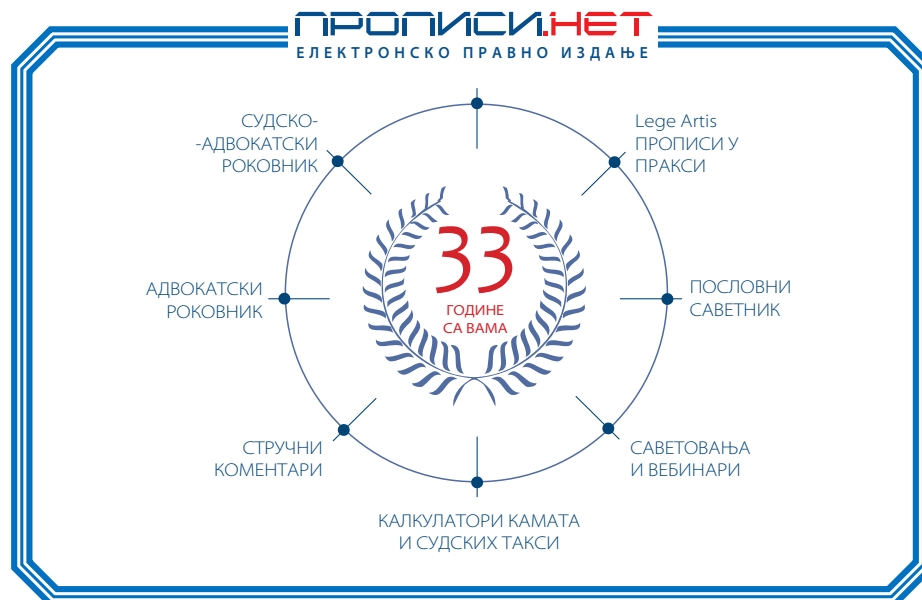 ПРОПИСИ.НЕТ
ЕЛЕКТРОНСКО ПРАВНО ИЗДАЊЕ
СУДСКО-
-АДВОКАТСКИ
РОКОВНИК
Lege Artis
ПРОПИСИ У
ПРАКСИ
33
ГОДИНЕ
СА ВАМА
АДВОКАТСКИ
РОКОВНИК
ПОСЛОВНИ
САВЕТНИК
СТРУЧНИ
КОМЕНТАРИ
САВЕТОВАЊА
И ВЕБИНАРИ
КАЛКУЛАТОРИ КАМАТА
И СУДСКИХ ТАКСИ